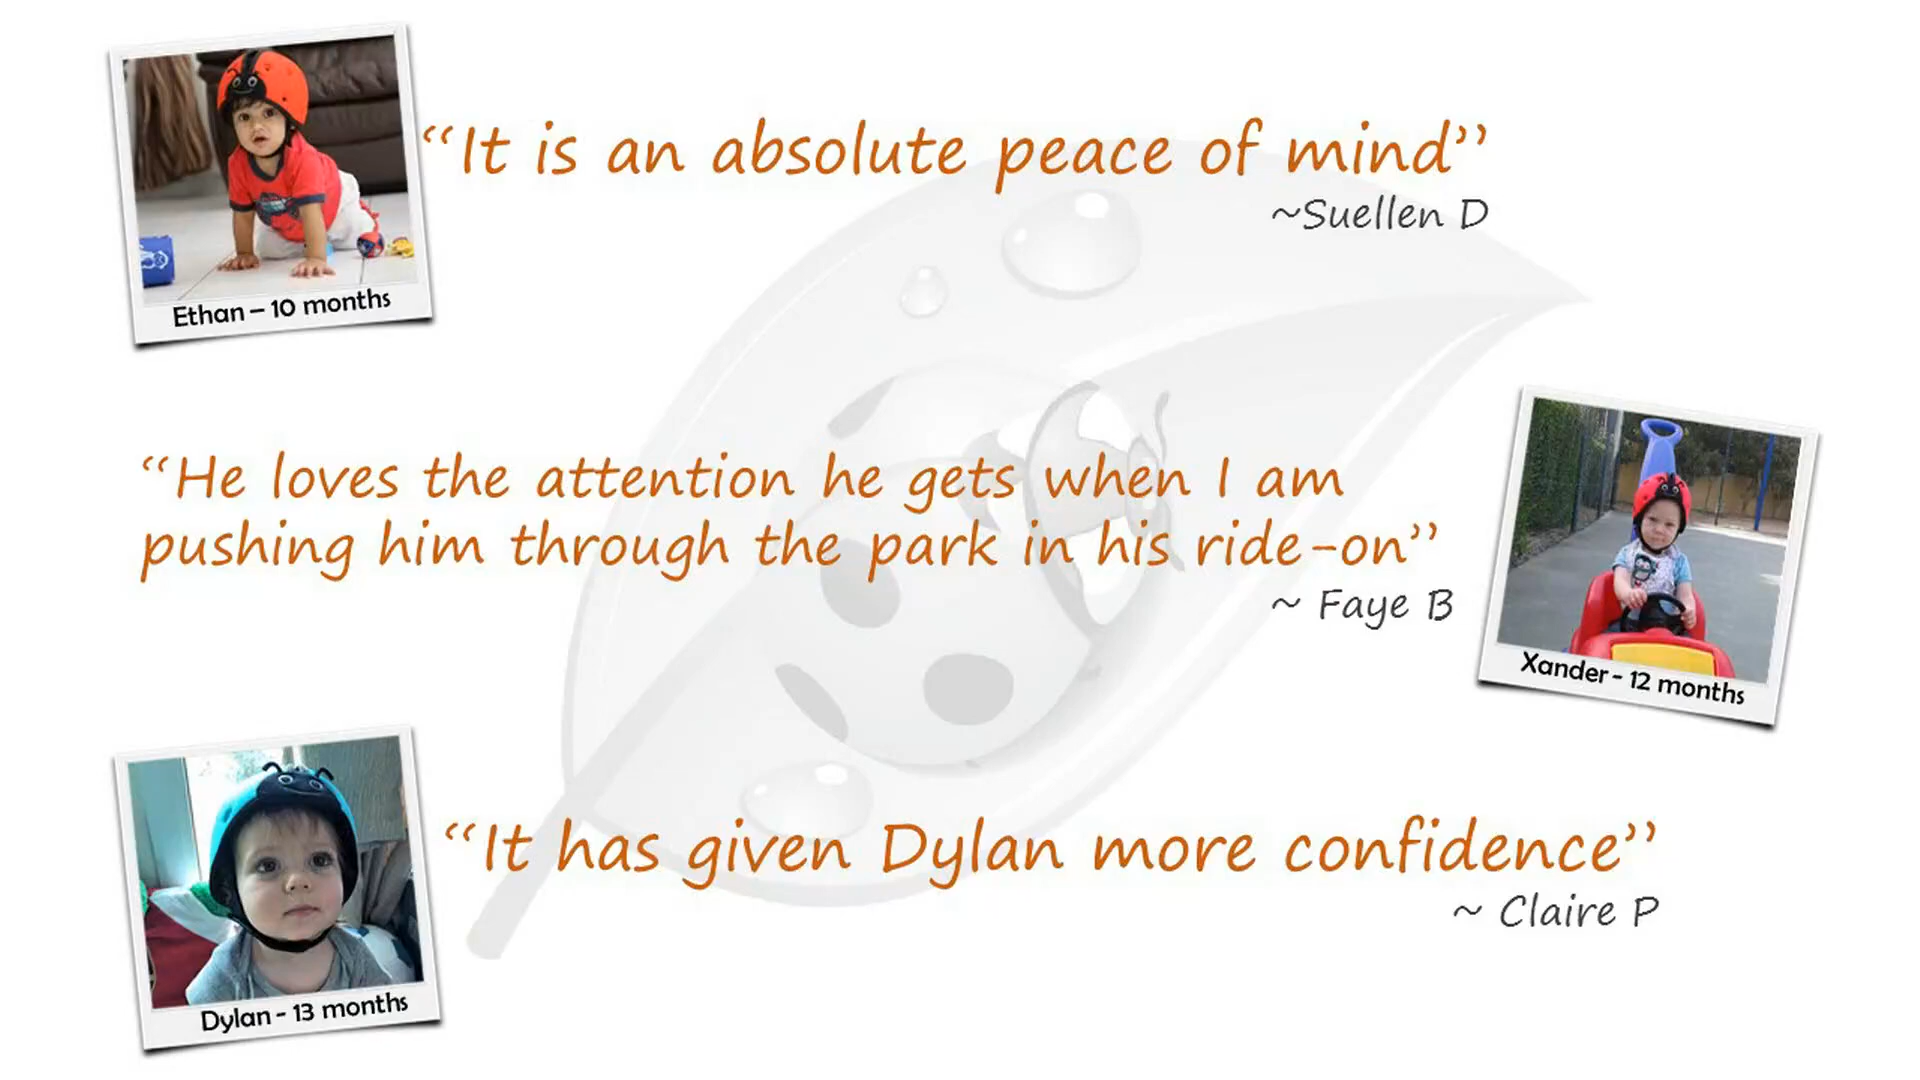 “It is an absolute peace of mind”
~Suellen D
Ethan – 10 months
“He loves the attention he gets when I am
pushing him through the park in his ride-on”
~ Faye B
Xander - 12 months
“It has given Dylan more confidence”
~ Claire P
Dylan - 13 months